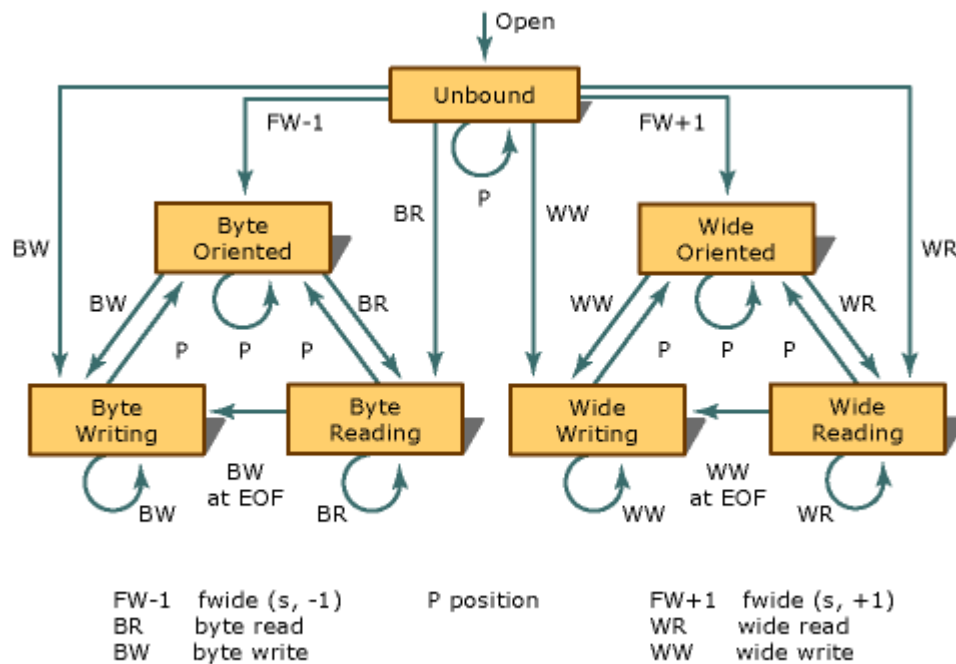 Open
Unbound
FW-1
FW+1
P
BR
WW
BW
Byte
Oriented
Wide
Oriented
WR
BW
BR
WW
WR
P
P
P
P
P
P
Byte
Writing
Byte
Reading
Wide
Writing
Wide
Reading
BW
at EOF
WW
at EOF
BW
BR
WW
WR
FW-1 fwide (s, -1)
P position
FW+1 fwide (s, +1)
BR byte read
WR wide read
BW byte write
WW wide write